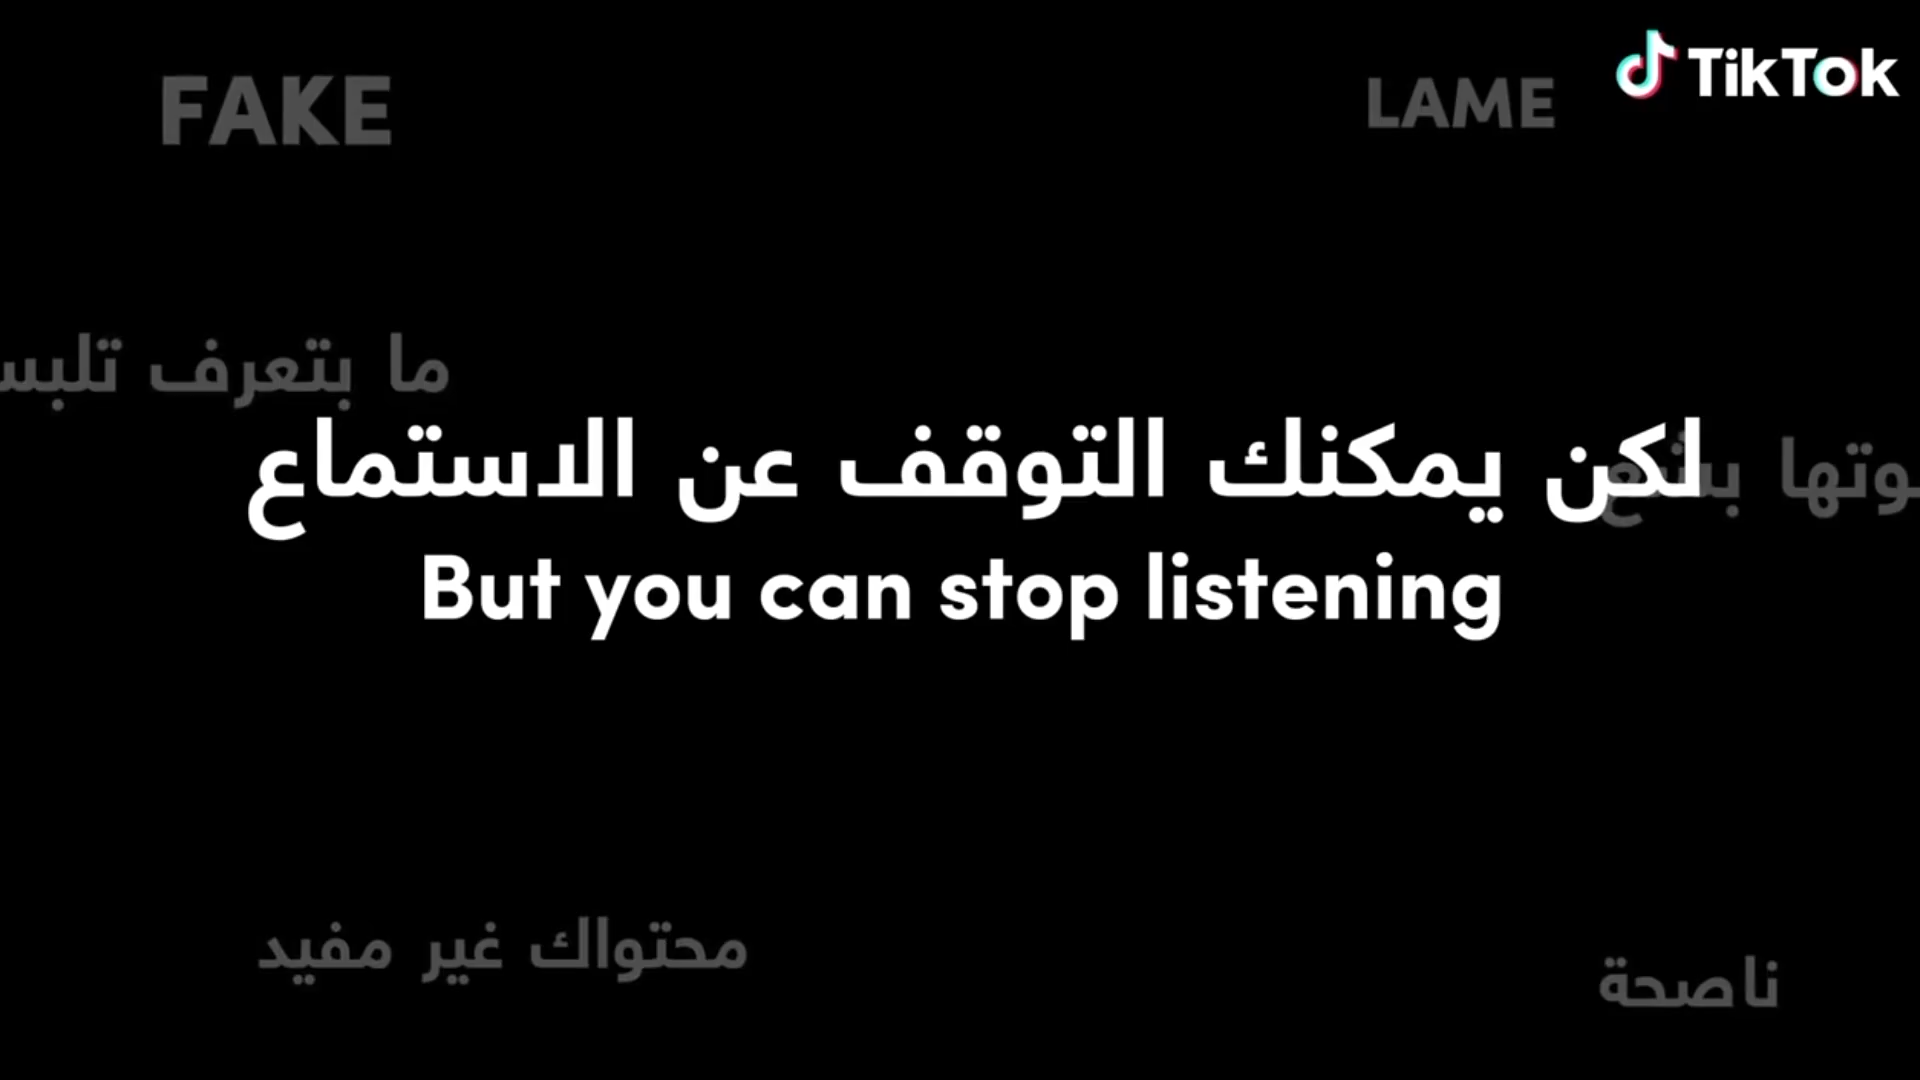 FAKE
LAME
TikTok
ما بتعرف
لكن يمكنك التوقف عن الاستماع
But you can stop listening
محتواك غير مفيد
ناصحة